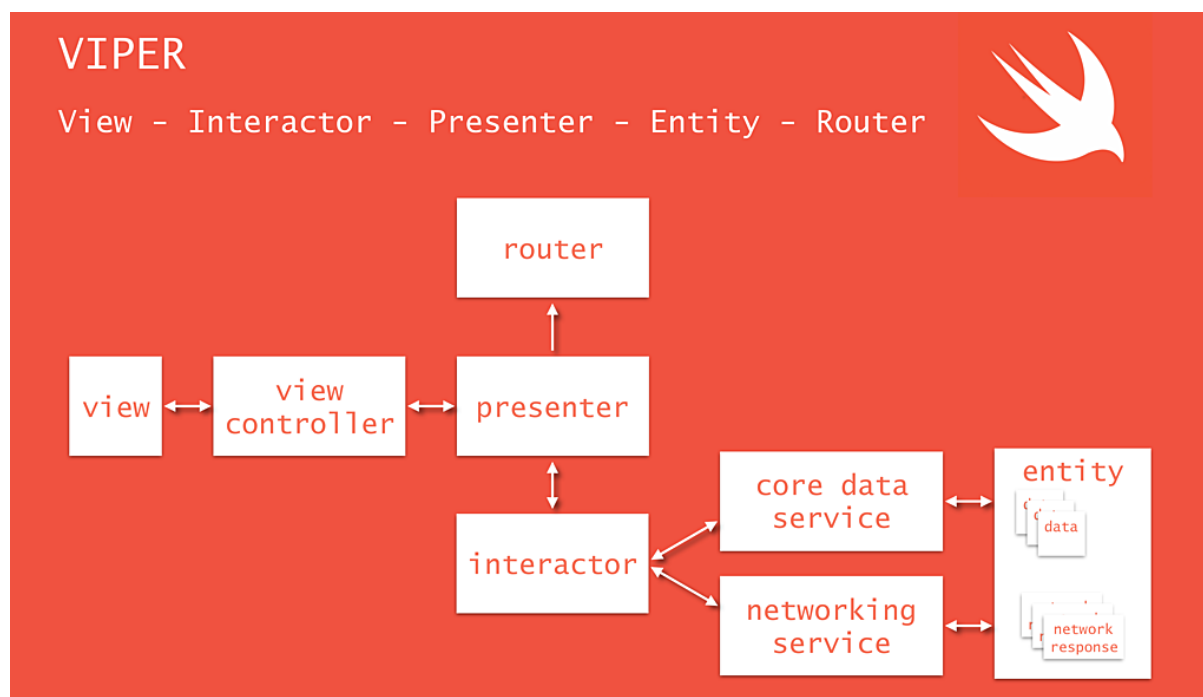 VIPER
View - Interactor - Presenter - Entity - Router
router
view
view
controller
presenter
interactor
core data
service
networking
service
entity
data
network
response